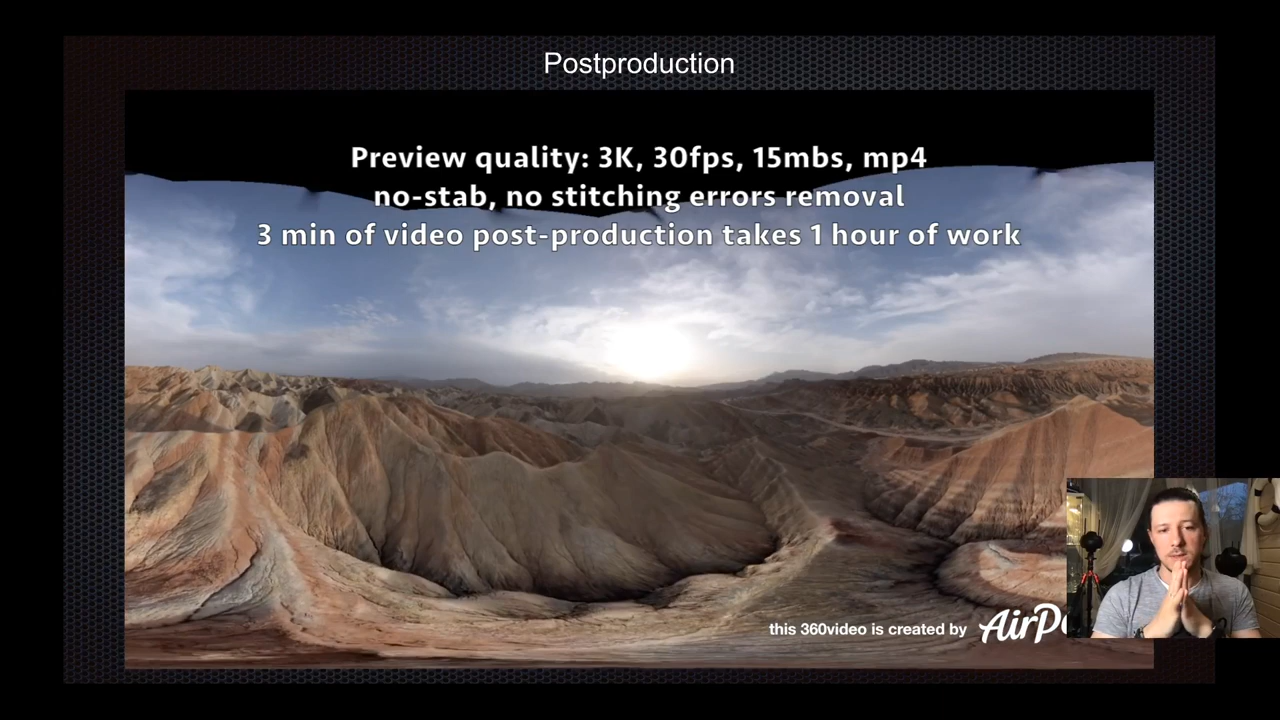 Postproduction
Preview quality: 3K, 30fps, 15mbs, mp4
no-stab, no stitching errors removal
3 min of video post-production takes 1 hour of work
this 360video is created by